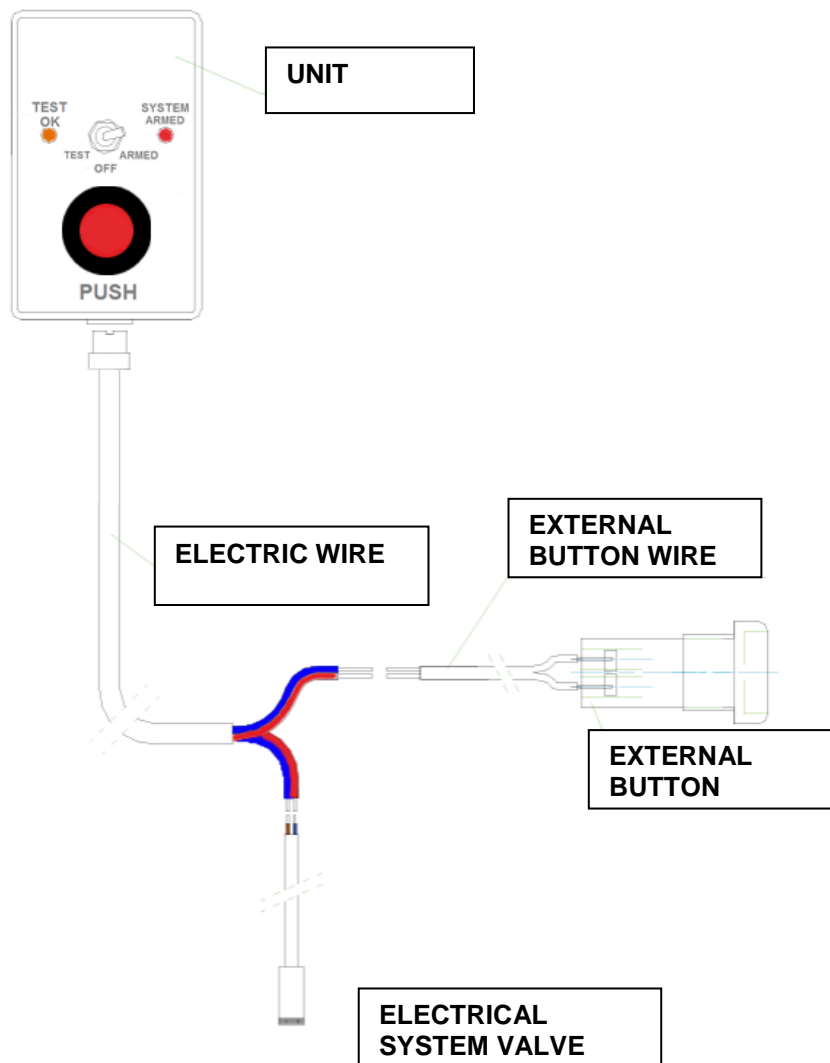 UNIT
TEST
OK
SYSTEM
ARMED
TEST
ARMED
OFF
PUSH
ELECTRIC WIRE
EXTERNAL
BUTTON WIRE
EXTERNAL
BUTTON
ELECTRICAL
SYSTEM VALVE